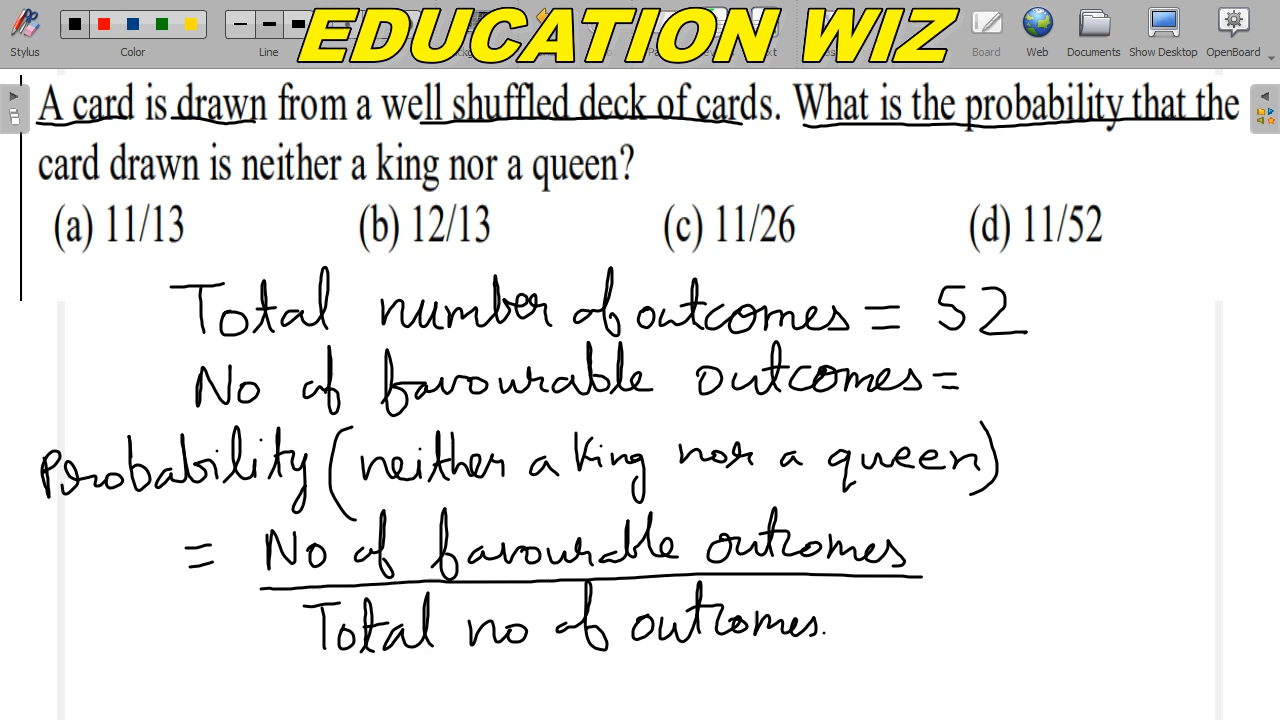 EDUCATION WIZ
Stylus
Color
Line
Board
Web
Documents
Show Desktop
OpenBoard
A card is drawn from a well shuffled deck of cards. What is the probability that the
card drawn is neither a king nor a queen?
(a) 11/13 (b) 12/13 (c) 11/26 (d) 11/52
Total number of outcomes = 52
No of favourable outcomes =
Probability (neither a king nor a queen)
= No of favourable outcomes
Total no of outcomes.